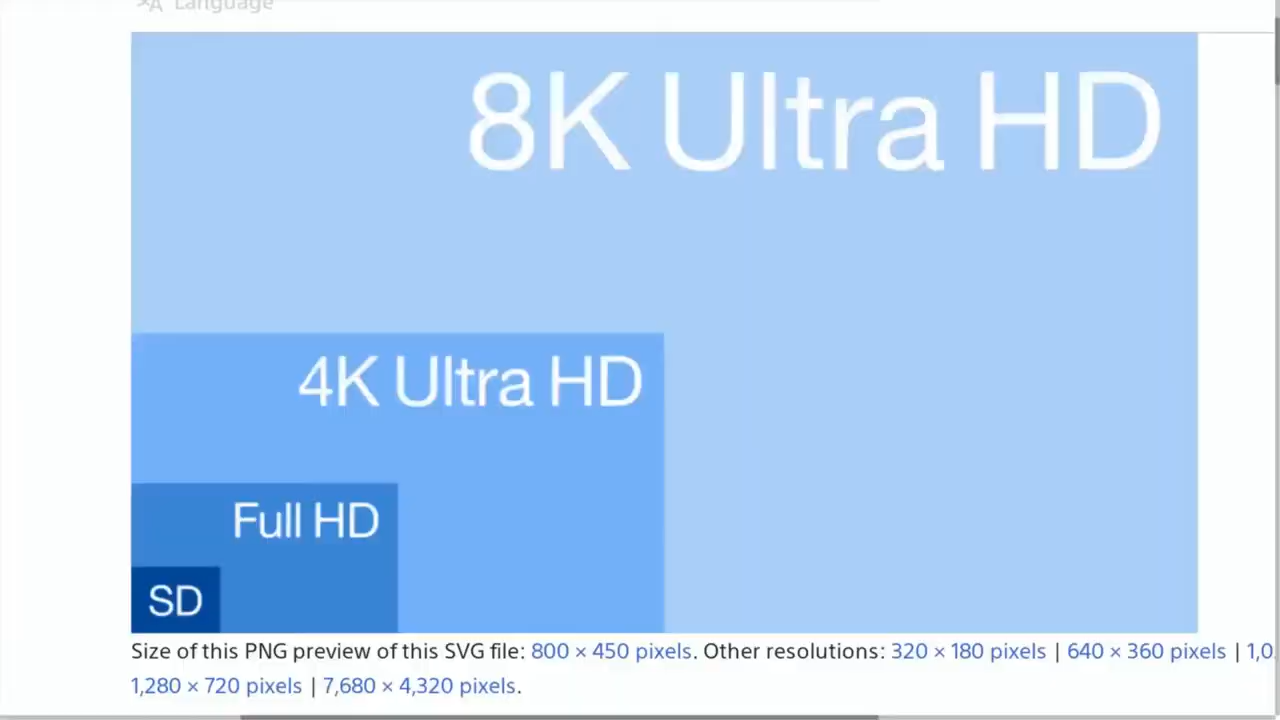 Language
8K Ultra HD
4K Ultra HD
Full HD
SD
Size of this PNG preview of this SVG file: 800 × 450 pixels. Other resolutions: 320 × 180 pixels | 640 × 360 pixels |
1,280 × 720 pixels | 7,680 × 4,320 pixels.